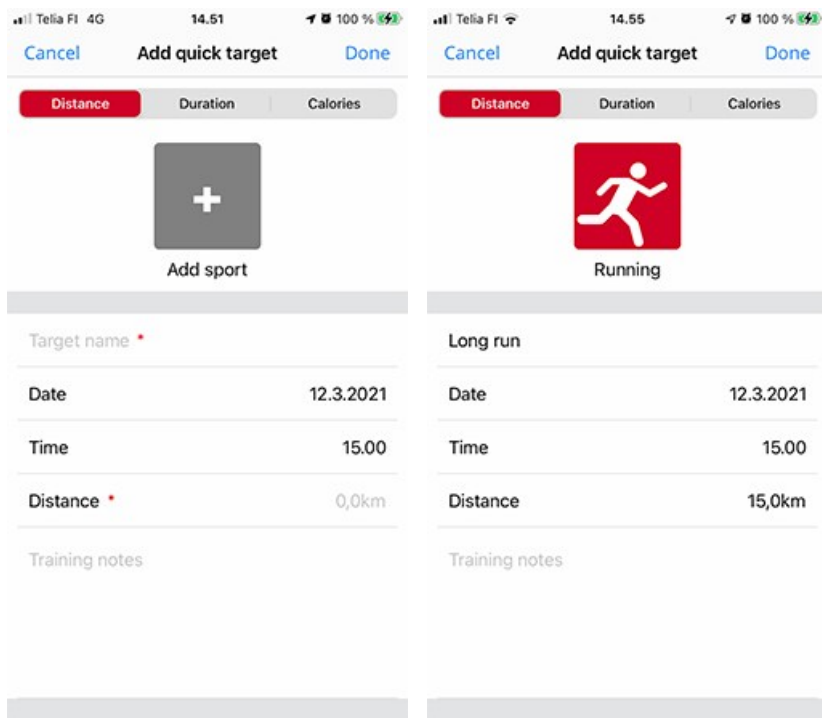 Telia FI 4G 14.51 100 %
Cancel Add quick target Done
Distance Duration Calories
+
Add sport
Target name *
Date 12.3.2021
Time 15.00
Distance * 0,0km
Training notes
Telia FI 14.55 100 %
Cancel Add quick target Done
Distance Duration Calories
Running
Long run
Date 12.3.2021
Time 15.00
Distance 15,0km
Training notes